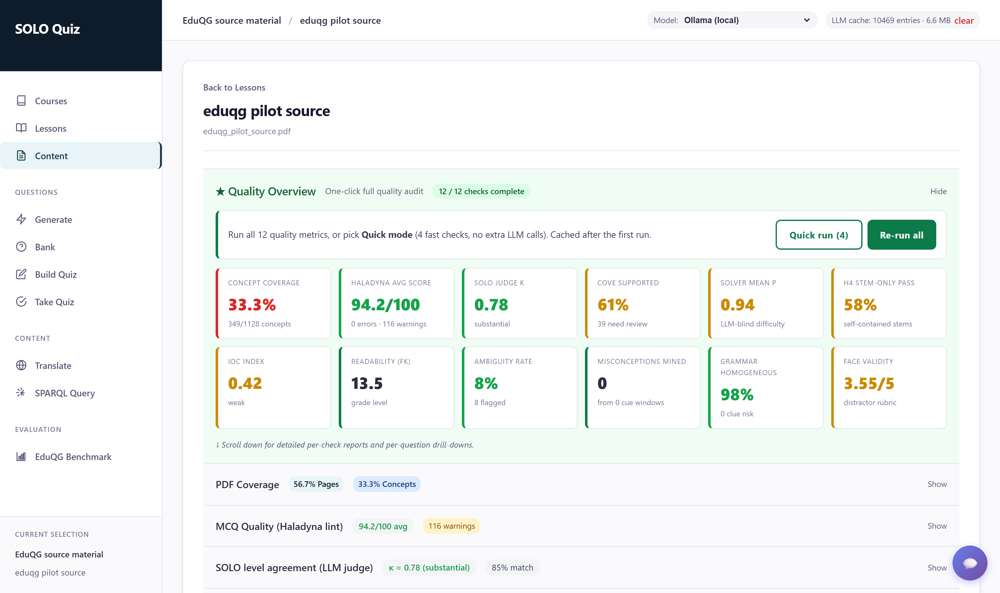 SOLO Quiz
EduQG source material / eduqg pilot source
Model: Ollama (local)
LLM cache: 10469 entries · 6.6 MB clear
Courses
Lessons
Content
QUESTIONS
Generate
Bank
Build Quiz
Take Quiz
CONTENT
Translate
SPARQL Query
EVALUATION
EduQG Benchmark
CURRENT SELECTION
EduQG source material
eduqg pilot source
Back to Lessons
eduqg pilot source
eduqg_pilot_source.pdf
★ Quality Overview One-click full quality audit 12 / 12 checks complete Hide
Run all 12 quality metrics, or pick Quick mode (4 fast checks, no extra LLM calls). Cached after the first run.
Quick run (4)
Re-run all
CONCEPT COVERAGE
33.3%
349/1128 concepts
HALADYNA AVG SCORE
94.2/100
0 errors · 116 warnings
SOLO JUDGE Κ
0.78
substantial
COVE SUPPORTED
61%
39 need review
SOLVER MEAN P
0.94
LLM-blind difficulty
H4 STEM-ONLY PASS
58%
self-contained stems
IOC INDEX
0.42
weak
READABILITY (FK)
13.5
grade level
AMBIGUITY RATE
8%
8 flagged
MISCONCEPTIONS MINED
0
from 0 cue windows
GRAMMAR
HOMOGENEOUS
98%
0 clue risk
FACE VALIDITY
3.55/5
distractor rubric
↓ Scroll down for detailed per-check reports and per-question drill-downs.
PDF Coverage 56.7% Pages 33.3% Concepts Show
MCQ Quality (Haladyna lint) 94.2/100 avg 116 warnings Show
SOLO level agreement (LLM judge) κ = 0.78 (substantial) 85% match Show